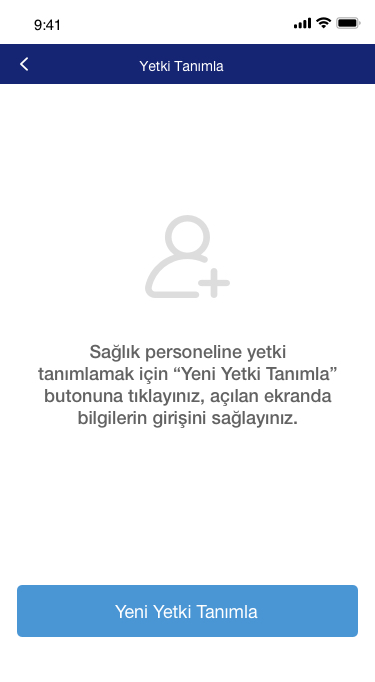 9:41
Yetki Tanımla
Sağlık personeline yetki
tanımlamak için “Yeni Yetki Tanımla”
butonuna tıklayınız, açılan ekranda
bilgilerin girişini sağlayınız.
Yeni Yetki Tanımla